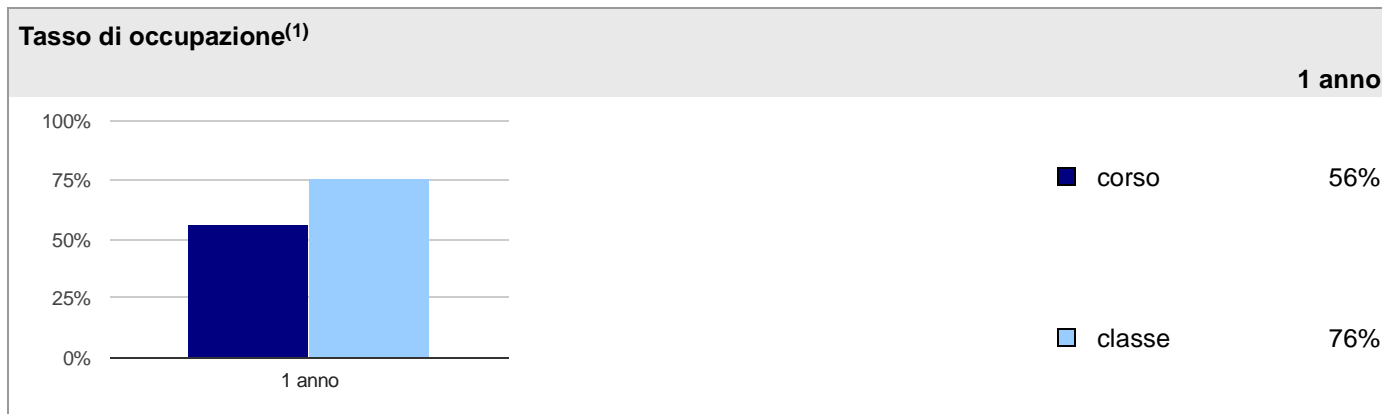 Tasso di occupazione(1)
1 anno
100%
75%
50%
25%
0%
1 anno
corso 56%
classe 76%